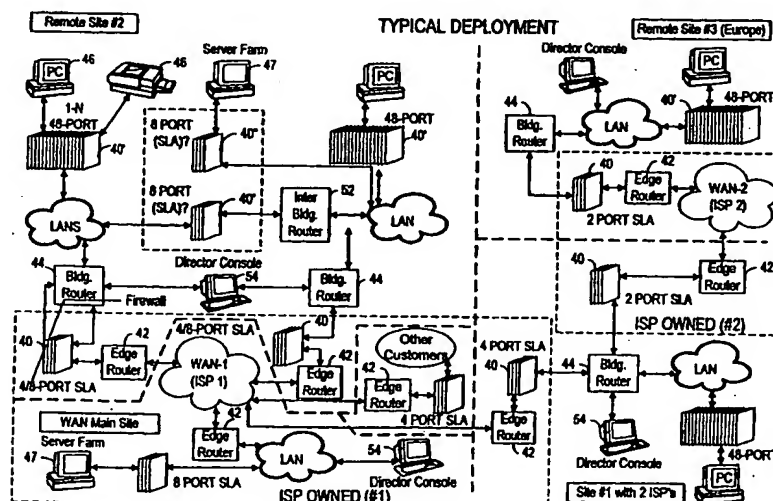 TYPICAL DEPLOYMENT
Remote Site #2
46
PC
46
1-N
48-PORT
40'
Server Farm
47
8 PORT
(SLA)?
40"
8 PORT
(SLA)?
40"
PC
48-PORT
40'
52
Inter
Bldg.
Router
LAN
LANS
44
Bldg.
Router
Firewall
Director Console
54
Bldg.
Router
44
40
4/8-PORT SLA
42
Edge
Router
4/8-PORT SLA
WAN-1
(ISP 1)
40
42
Edge
Router
Other
Customers
42
Edge
Router
4 PORT SLA
WAN Main Site
Server Farm
47
8 PORT SLA
42
Edge
Router
LAN
54
Director Console
ISP OWNED (#1)
Remote Site #3 (Europe)
Director Console
PC
44
Bldg.
Router
LAN
40'
48-PORT
40
42
Edge
Router
2 PORT SLA
WAN-2
(ISP 2)
40
2 PORT SLA
Edge
Router
42
ISP OWNED (#2)
4 PORT SLA
40
44
Bldg.
Router
LAN
Edge
Router
42
54
Director Console
48-PORT
PC
Site #1 with 2 ISP's